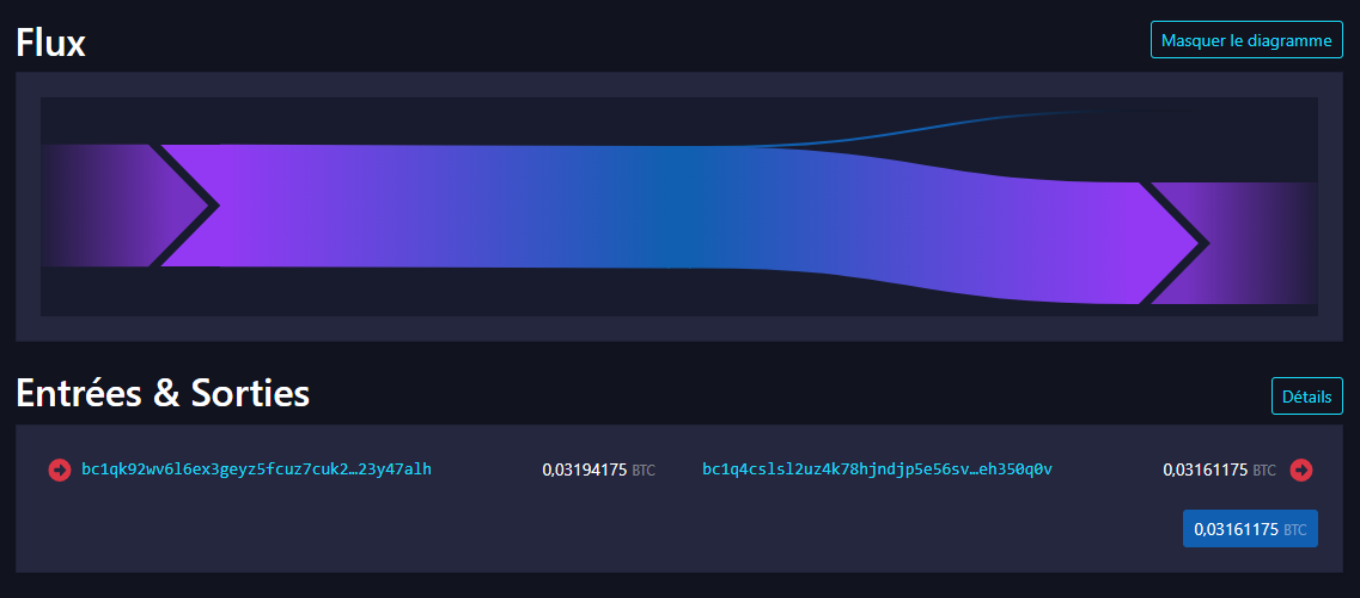 Flux
Masquer le diagramme
Entrées & Sorties
Détails
bc1qk92wv6l6ex3geyz5fcuz7cuk2…23y47alh 0,03194175 BTC bc1q4cslsl2uz4k78hjndjp5e56sv…eh350q0v 0,03161175 BTC
0,03161175 BTC